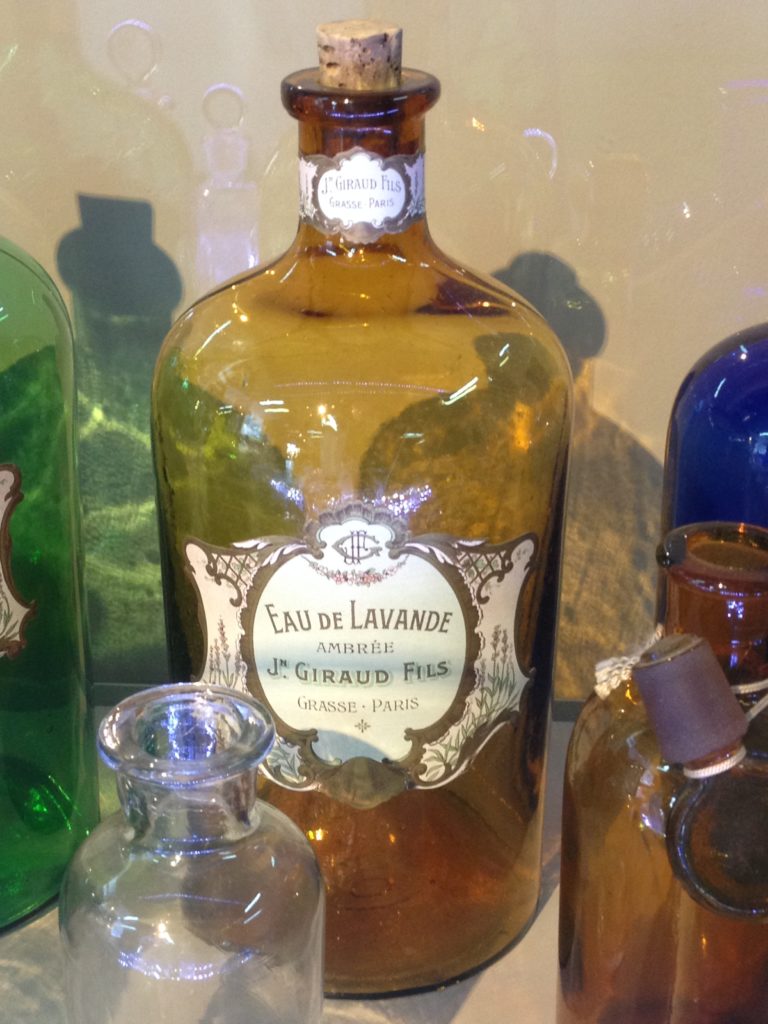 Jn. GIRAUD FILS
GRASSE - PARIS
EAU DE LAVANDE
AMBRÉE
Jn. GIRAUD FILS
GRASSE · PARIS